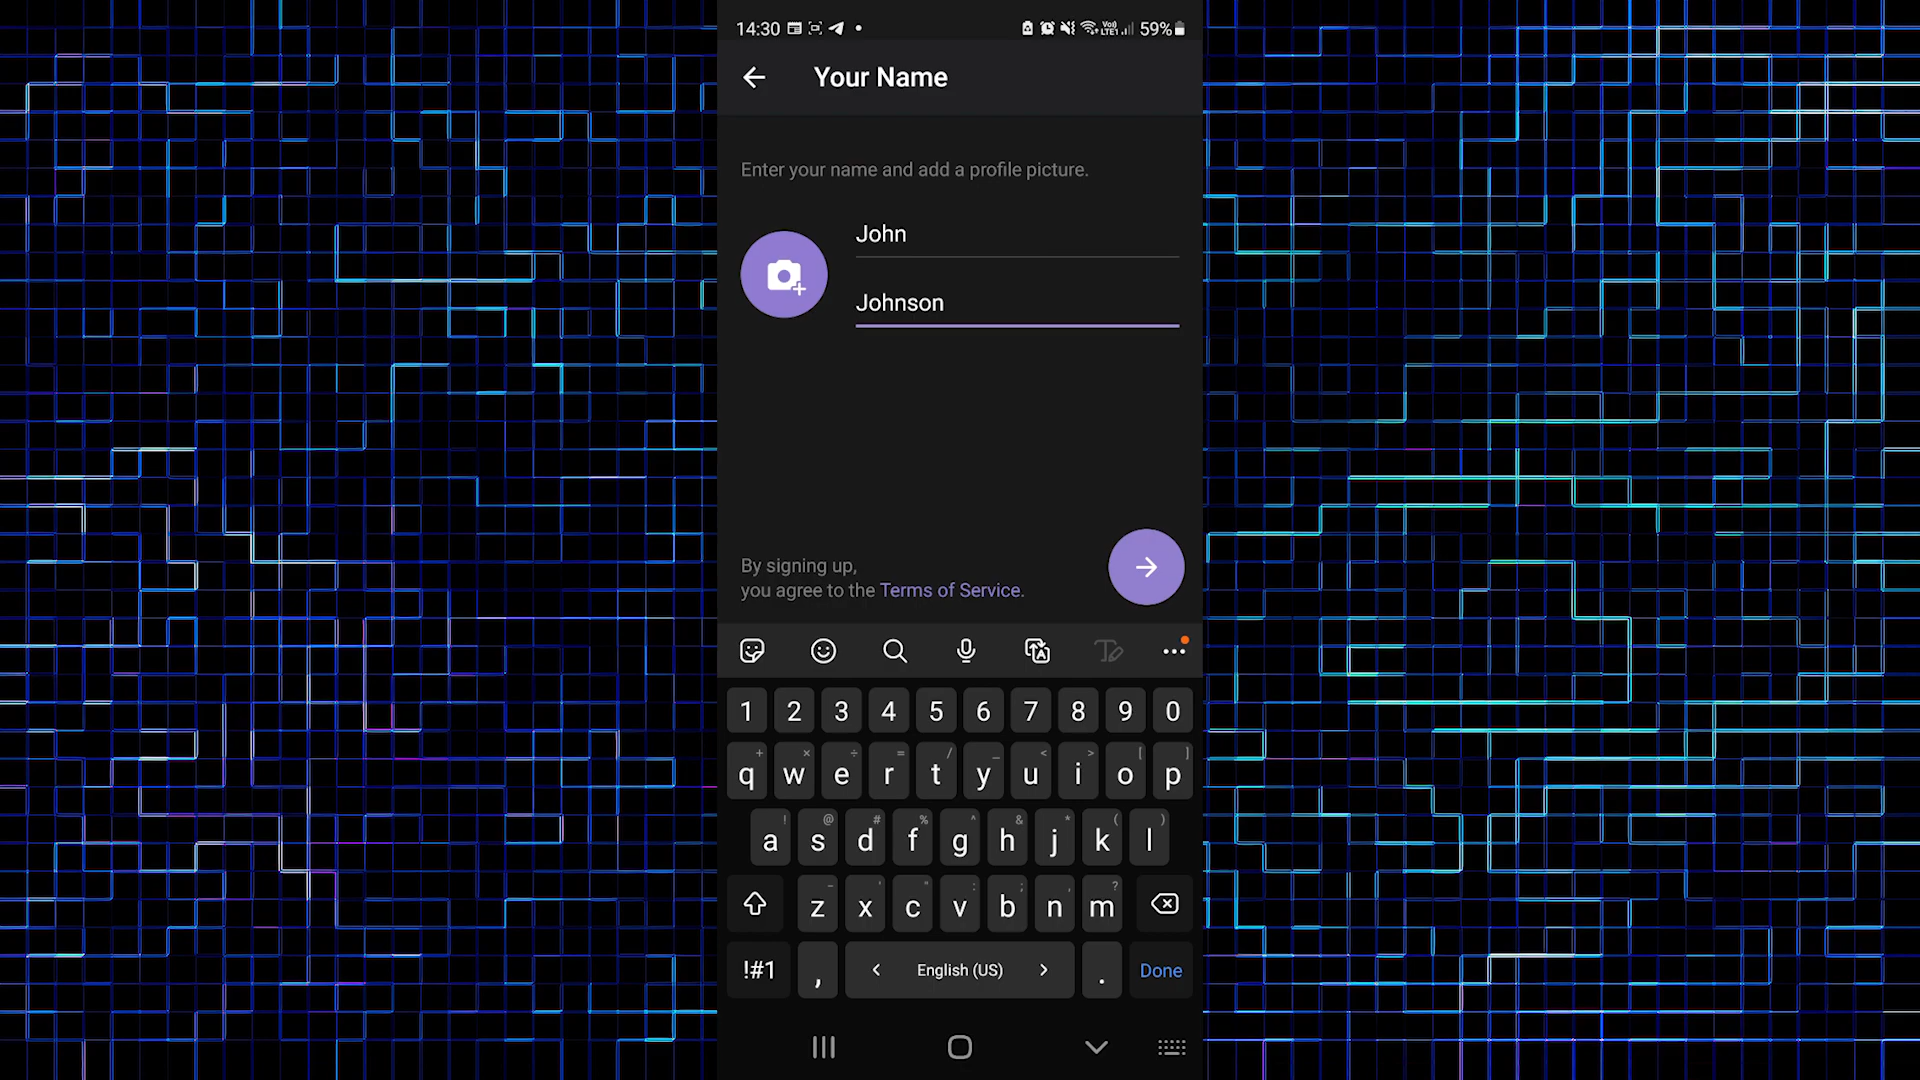 14:30 Vo) LTE1 59%
Your Name
Enter your name and add a profile picture.
John
Johnson
By signing up,
you agree to the Terms of Service.
1 2 3 4 5 6 7 8 9 0
q w e r t y u i o p
a s d f g h j k l
z x c v b n m
!#1 , < English (US) > . Done